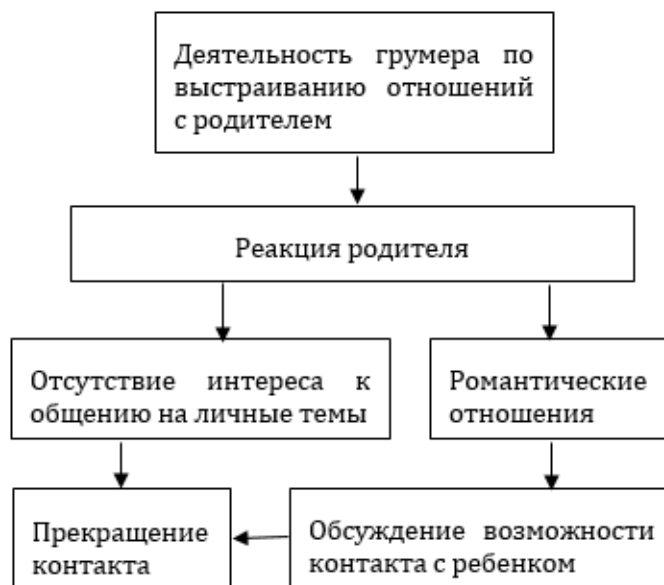 Деятельность грумера по
выстраиванию отношений
с родителем
Реакция родителя
Отсутствие интереса к
общению на личные темы
Романтические
отношения
Прекращение
контакта
Обсуждение возможности
контакта с ребенком